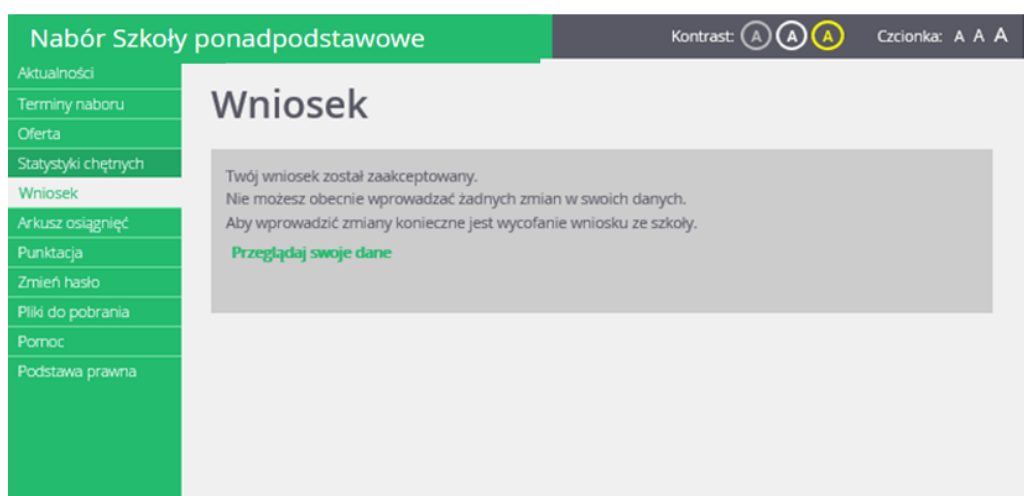 Nabór Szkoły ponadpodstawowe
Kontrast: A A A Czcionka: A A A
Aktualności
Terminy naboru
Oferta
Statystyki chętnych
Wniosek
Arkusz osiągnięć
Punktacja
Zmień hasło
Pliki do pobrania
Pomoc
Podstawa prawna
Wniosek
Twój wniosek został zaakceptowany.
Nie możesz obecnie wprowadzać żadnych zmian w swoich danych.
Aby wprowadzić zmiany konieczne jest wycofanie wniosku ze szkoły.
Przeglądaj swoje dane